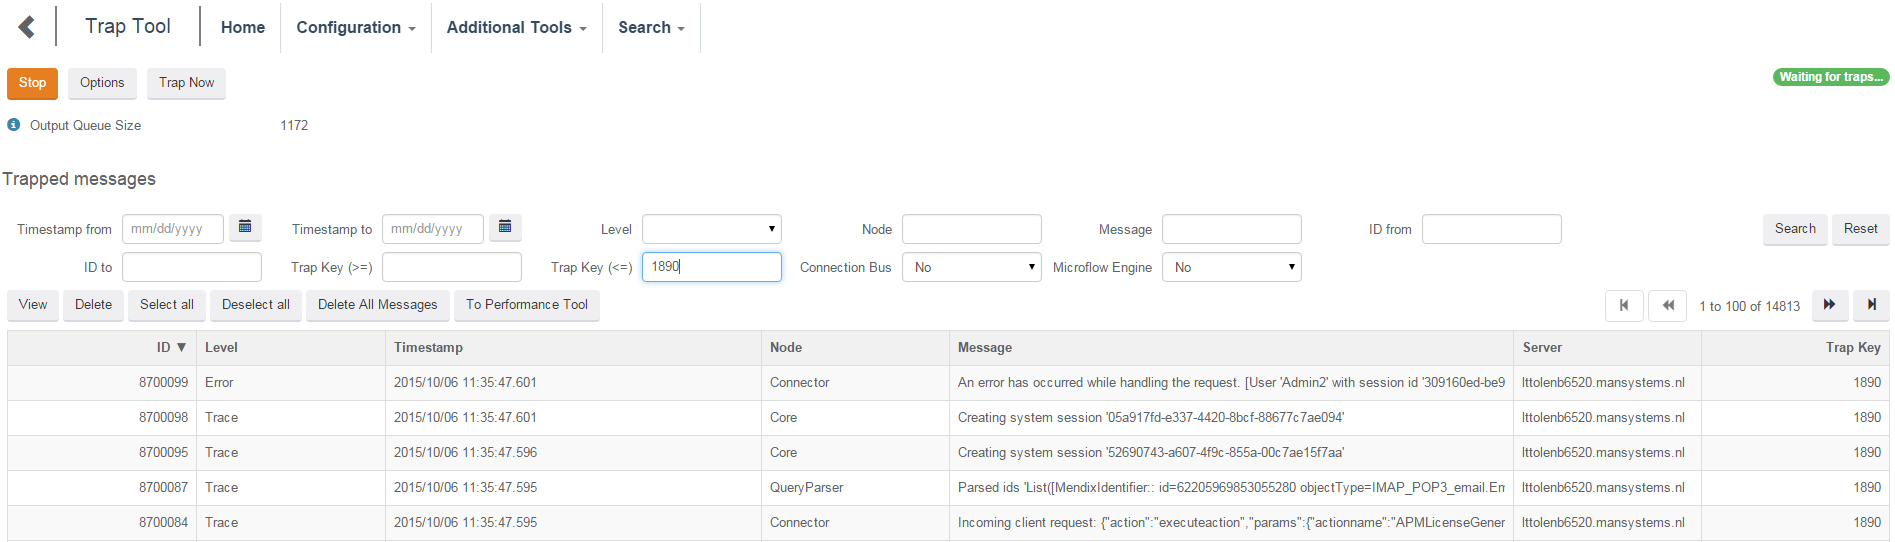 Trap Tool Home Configuration Additional Tools Search
Stop Options Trap Now Waiting for traps...
Output Queue Size 1172
Trapped messages
Timestamp from mm/dd/yyyy Timestamp to mm/dd/yyyy Level Node Message ID from Search Reset
ID to Trap Key (>=) Trap Key (<=) 1890 Connection Bus No Microflow Engine No
View Delete Select all Deselect all Delete All Messages To Performance Tool 1 to 100 of 14813
ID ▼ Level Timestamp Node Message Server Trap Key
8700099 Error 2015/10/06 11:35:47.601 Connector An error has occurred while handling the request. [User 'Admin2' with session id '309160ed-be9 lttolenb6520.mansystems.nl 1890
8700098 Trace 2015/10/06 11:35:47.601 Core Creating system session '05a917fd-e337-4420-8bcf-88677c7ae094' lttolenb6520.mansystems.nl 1890
8700095 Trace 2015/10/06 11:35:47.596 Core Creating system session '52690743-a607-4f9c-855a-00c7ae15f7aa' lttolenb6520.mansystems.nl 1890
8700087 Trace 2015/10/06 11:35:47.595 QueryParser Parsed ids 'List([MendixIdentifier:: id=62205969853055280 objectType=IMAP_POP3_email.Em lttolenb6520.mansystems.nl 1890
8700084 Trace 2015/10/06 11:35:47.595 Connector Incoming client request: {"action":"executeaction","params":{"actionname":"APMLicenseGener lttolenb6520.mansystems.nl 1890